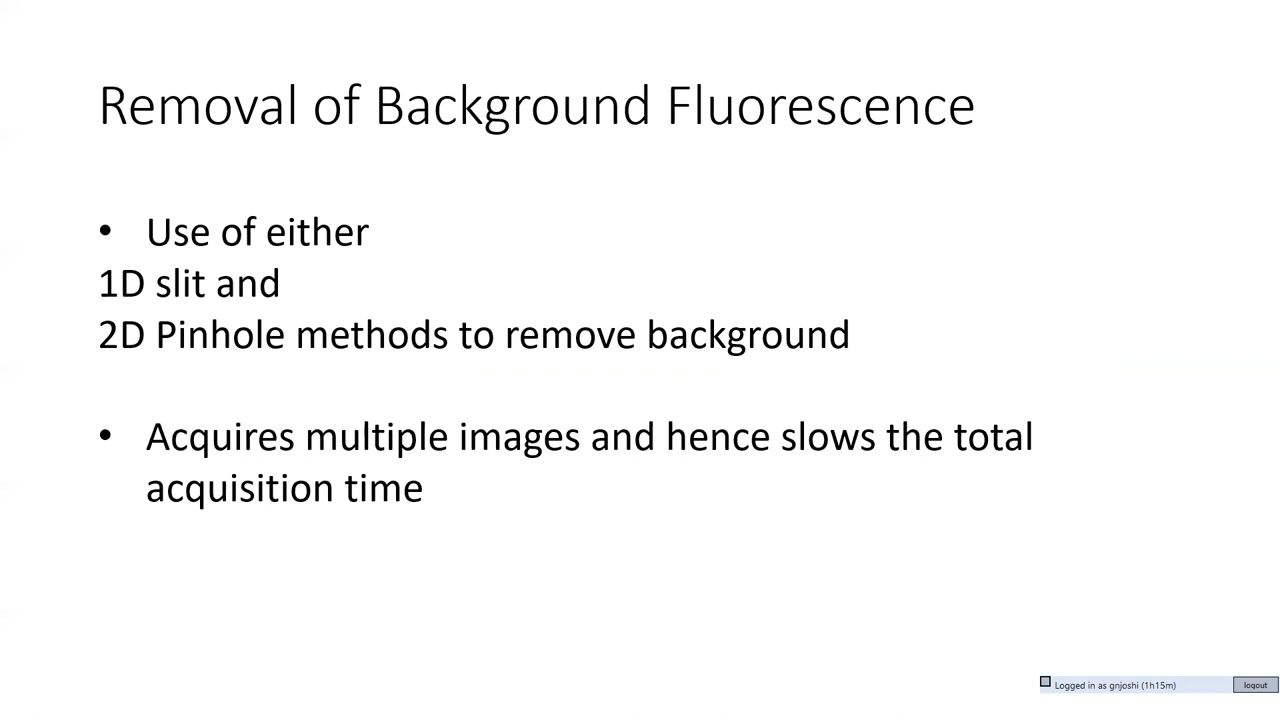 Removal of Background Fluorescence
• Use of either
1D slit and
2D Pinhole methods to remove background
• Acquires multiple images and hence slows the total
acquisition time
Logged in as gnjoshi (1h15m)
logout